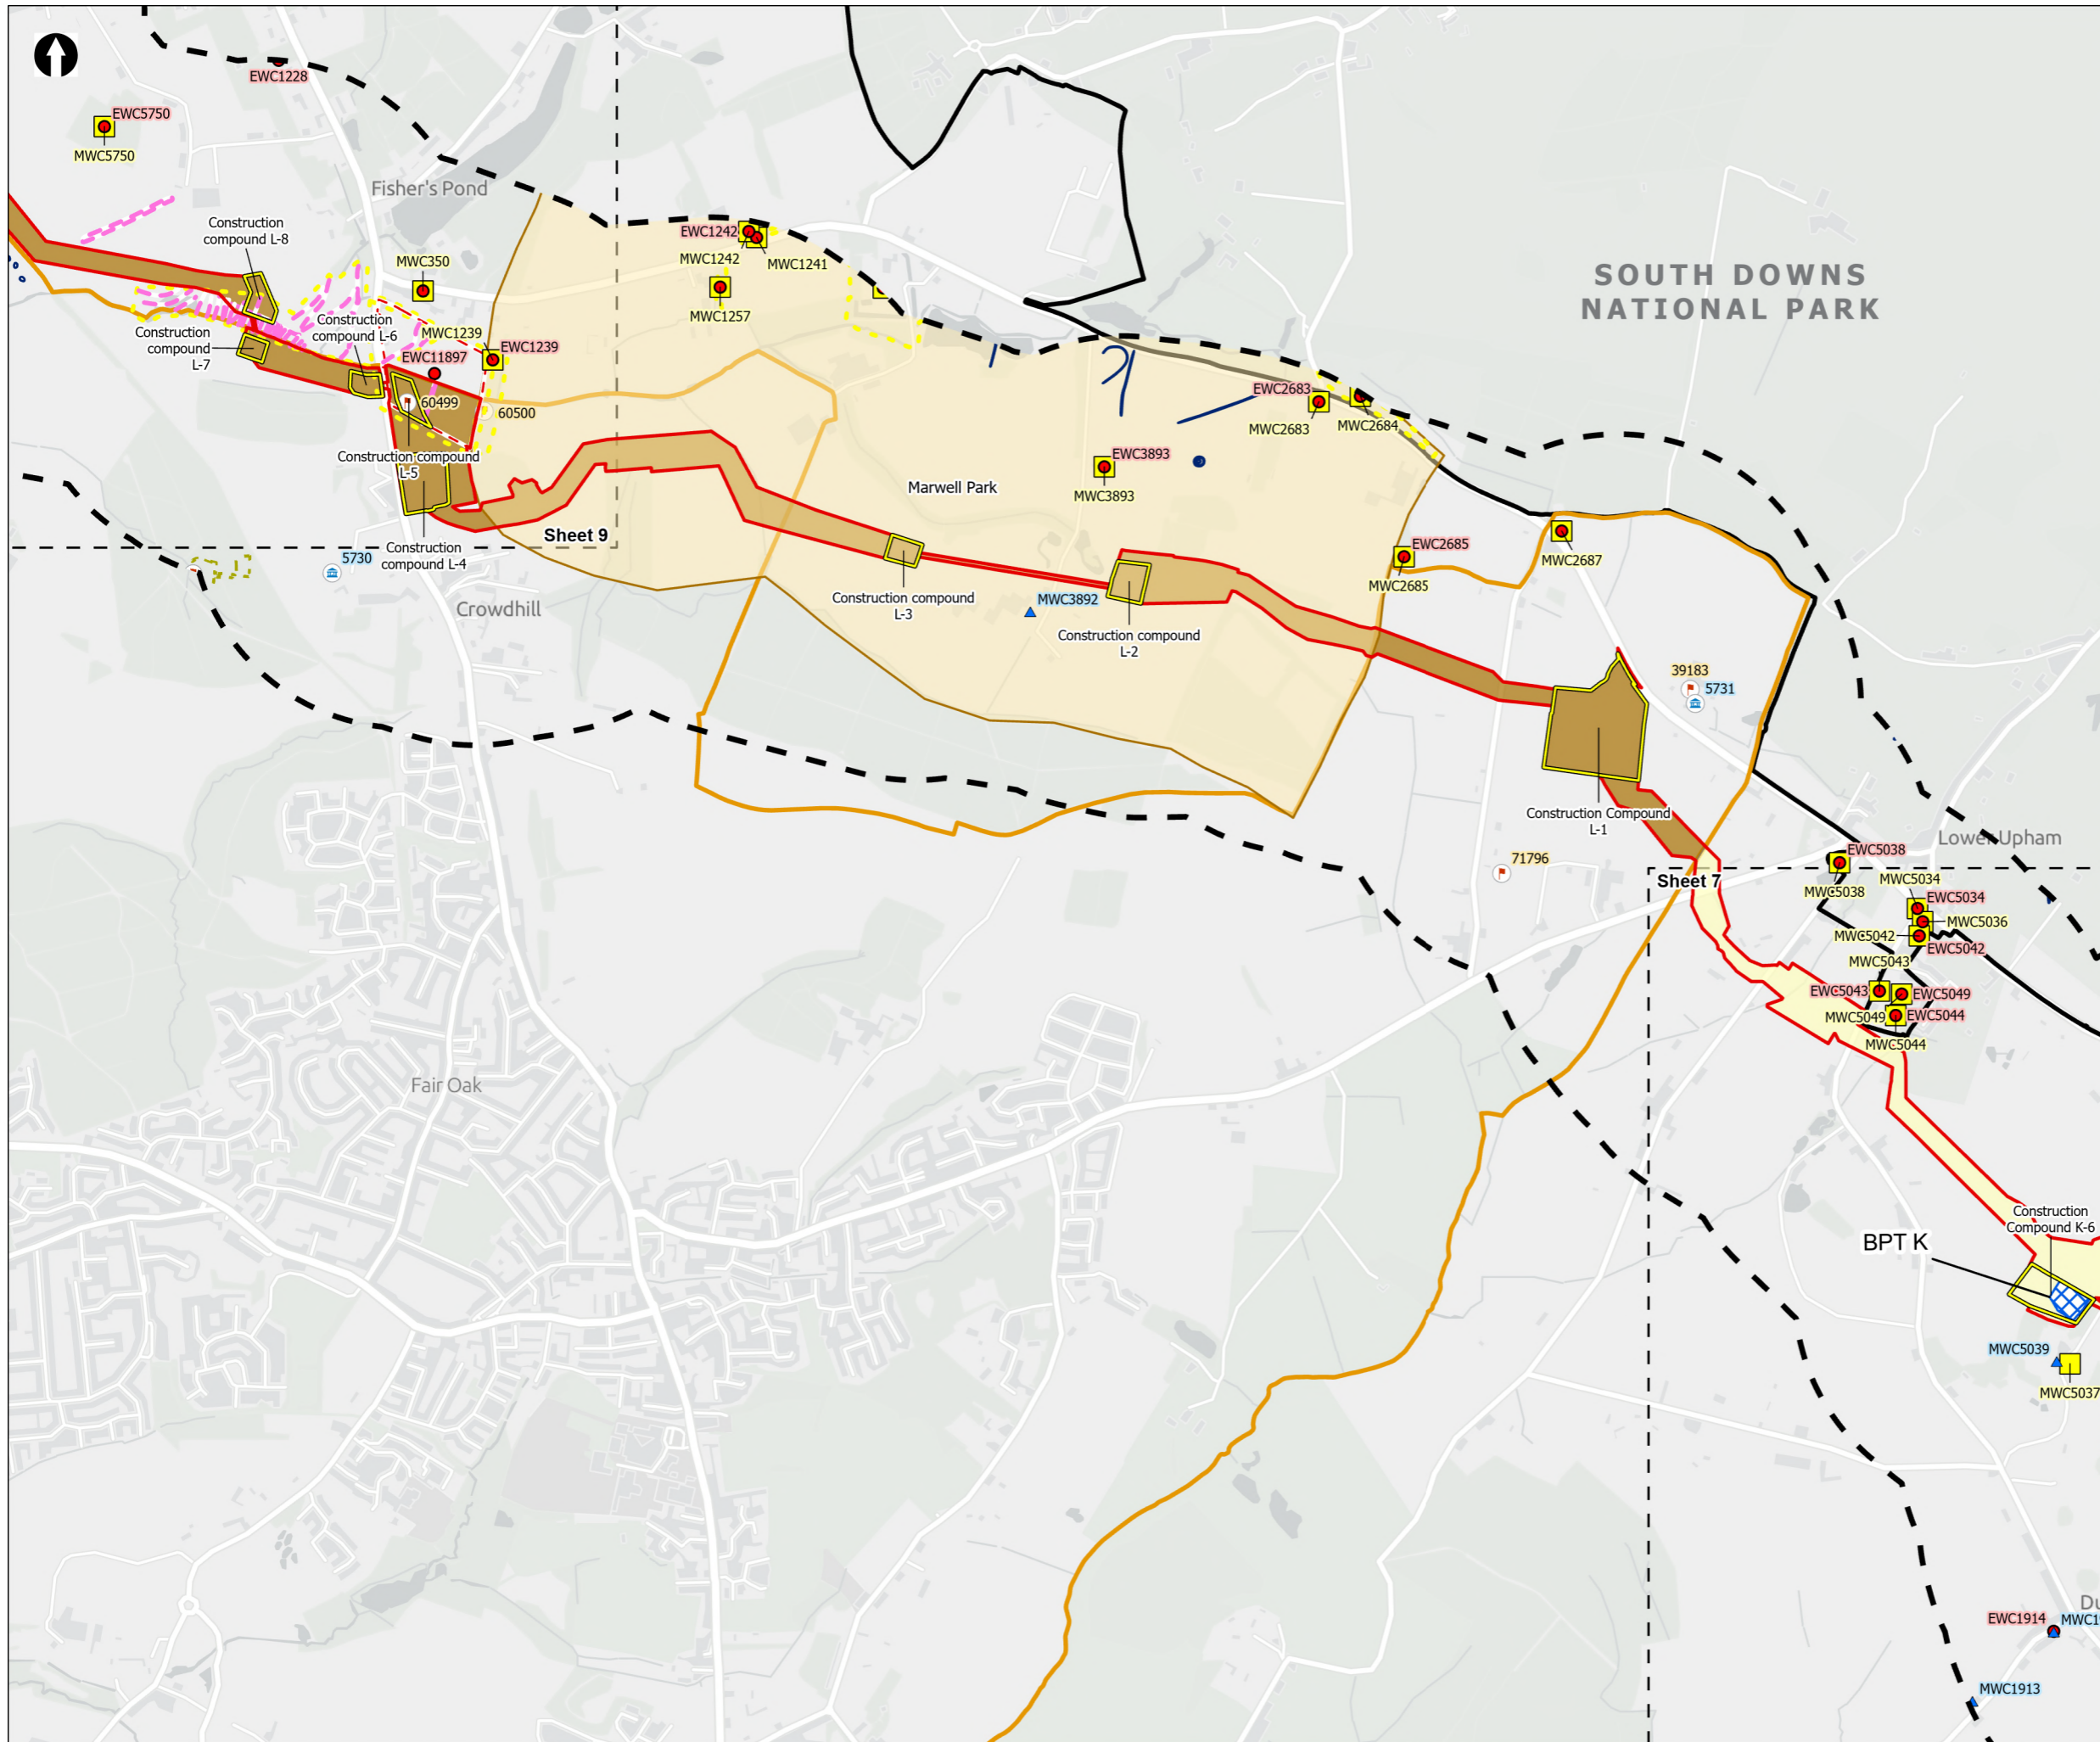 EWC1228
EWC5750
MWC5750
Fisher's Pond
Construction
compound L-8
EWC1242
MWC1242
MWC1241
MWC350
MWC1257
SOUTH DOWNS
NATIONAL PARK
Construction
compound L-6
Construction
compound
L-7
MWC1239
EWC1239
EWC11897
60499
60500
EWC2683
MWC2683
MWC2684
Construction compound
L-5
EWC3893
MWC3893
Marwell Park
Sheet 9
5730
Construction
compound L-4
EWC2685
MWC2685
MWC2687
Crowdhill
Construction compound
L-3
MWC3892
Construction compound
L-2
39183
5731
Construction Compound
L-1
Lower Upham
71796
Sheet 7
EWC5038
MWC5038
MWC5034
EWC5034
MWC5036
MWC5042
EWC5042
MWC5043
EWC5043
EWC5049
MWC5049
EWC5044
MWC5044
Fair Oak
Construction
Compound K-6
BPT K
MWC5039
MWC5037
Du
EWC1914
MWC19
MWC1913